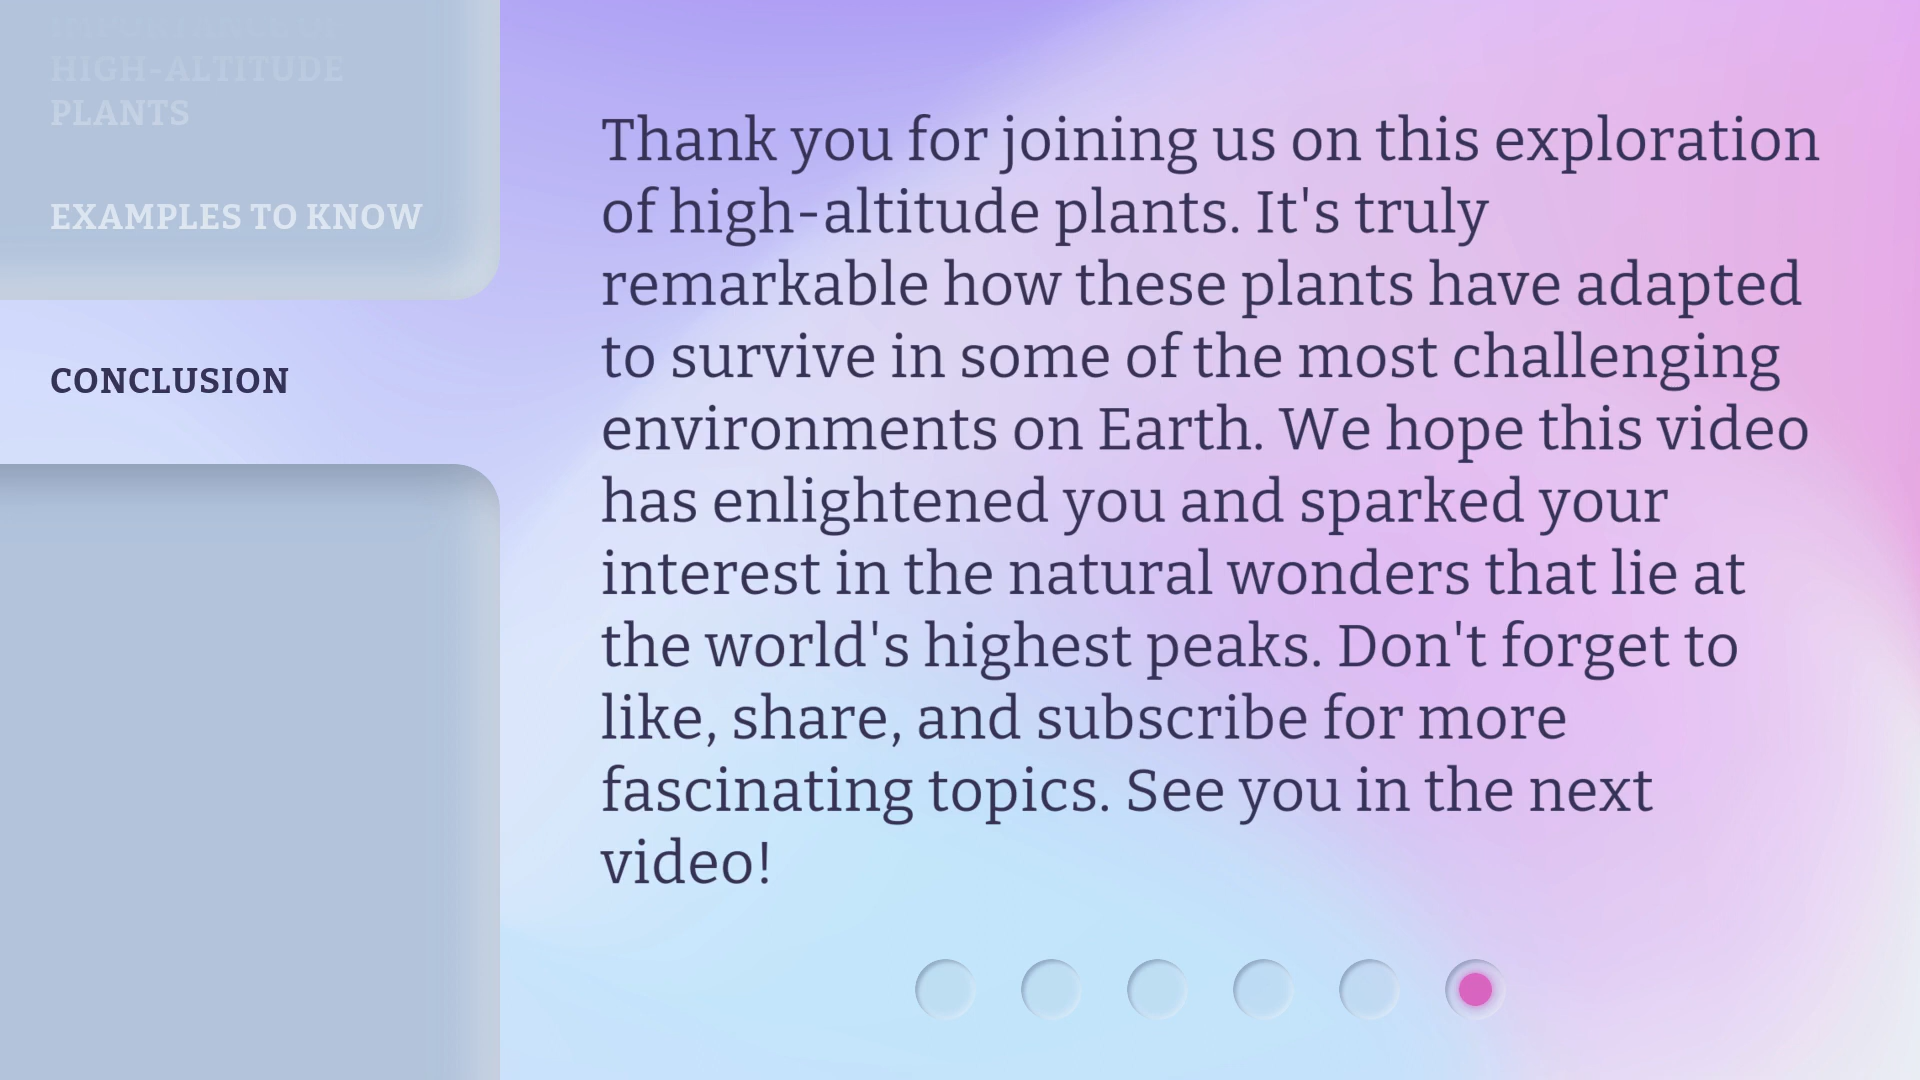 IMPORTANCE OF
HIGH-ALTITUDE
PLANTS
EXAMPLES TO KNOW
CONCLUSION
Thank you for joining us on this exploration
of high-altitude plants. It's truly
remarkable how these plants have adapted
to survive in some of the most challenging
environments on Earth. We hope this video
has enlightened you and sparked your
interest in the natural wonders that lie at
the world's highest peaks. Don't forget to
like, share, and subscribe for more
fascinating topics. See you in the next
video!